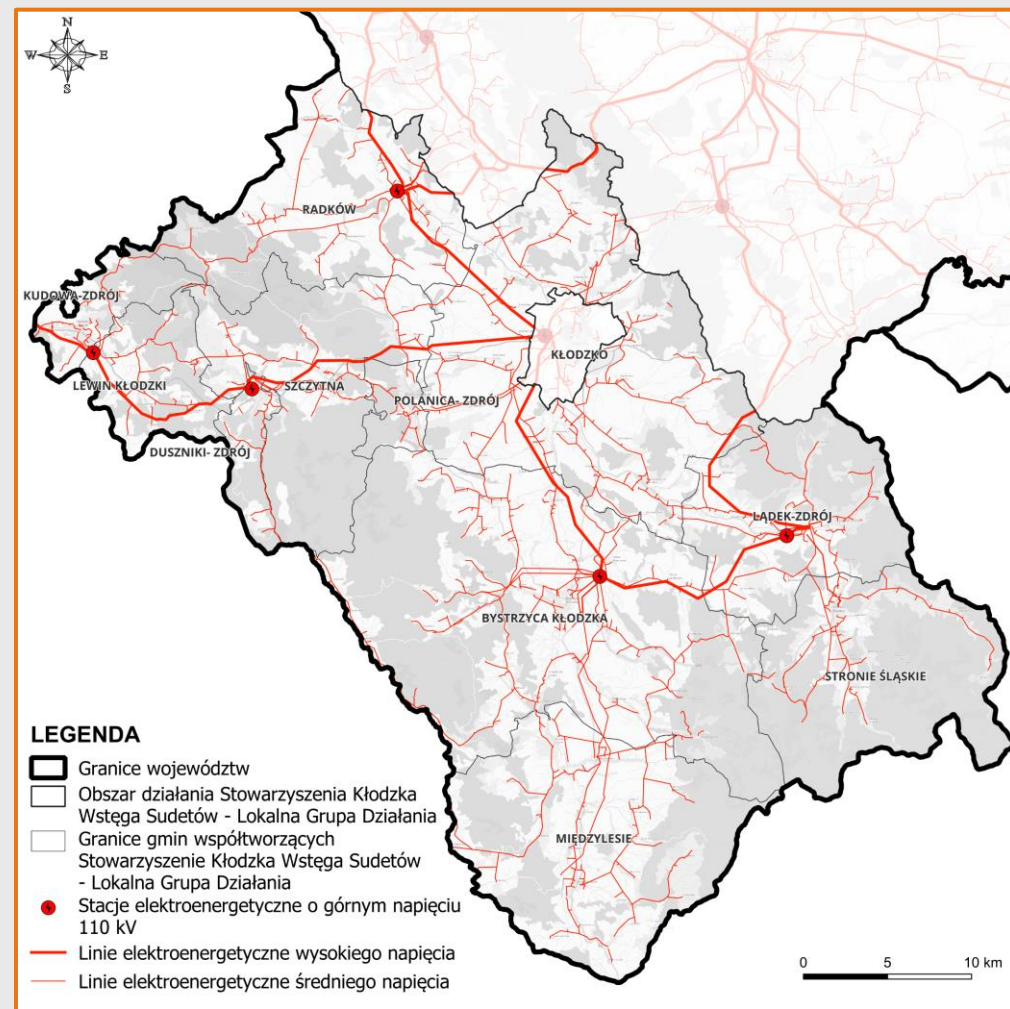 N
W
E
S
RADKÓW
KUDOWA-ZDRÓJ
KŁODZKO
LEWIN KŁODZKI
SZCZYTNA
POLANICA- ZDRÓJ
DUSZNIKI- ZDRÓJ
LĄDEK-ZDRÓJ
BYSTRZYCA KŁODZKA
STRONIE ŚLĄSKIE
MIĘDZYLESIE
LEGENDA
Granice województw
Obszar działania Stowarzyszenia Kłodzka
Wstęga Sudetów - Lokalna Grupa Działania
Granice gmin współtworzących
Stowarzyszenie Kłodzka Wstęga Sudetów
- Lokalna Grupa Działania
Stacje elektroenergetyczne o górnym napięciu
110 kV
Linie elektroenergetyczne wysokiego napięcia
Linie elektroenergetyczne średniego napięcia
0 5 10 km